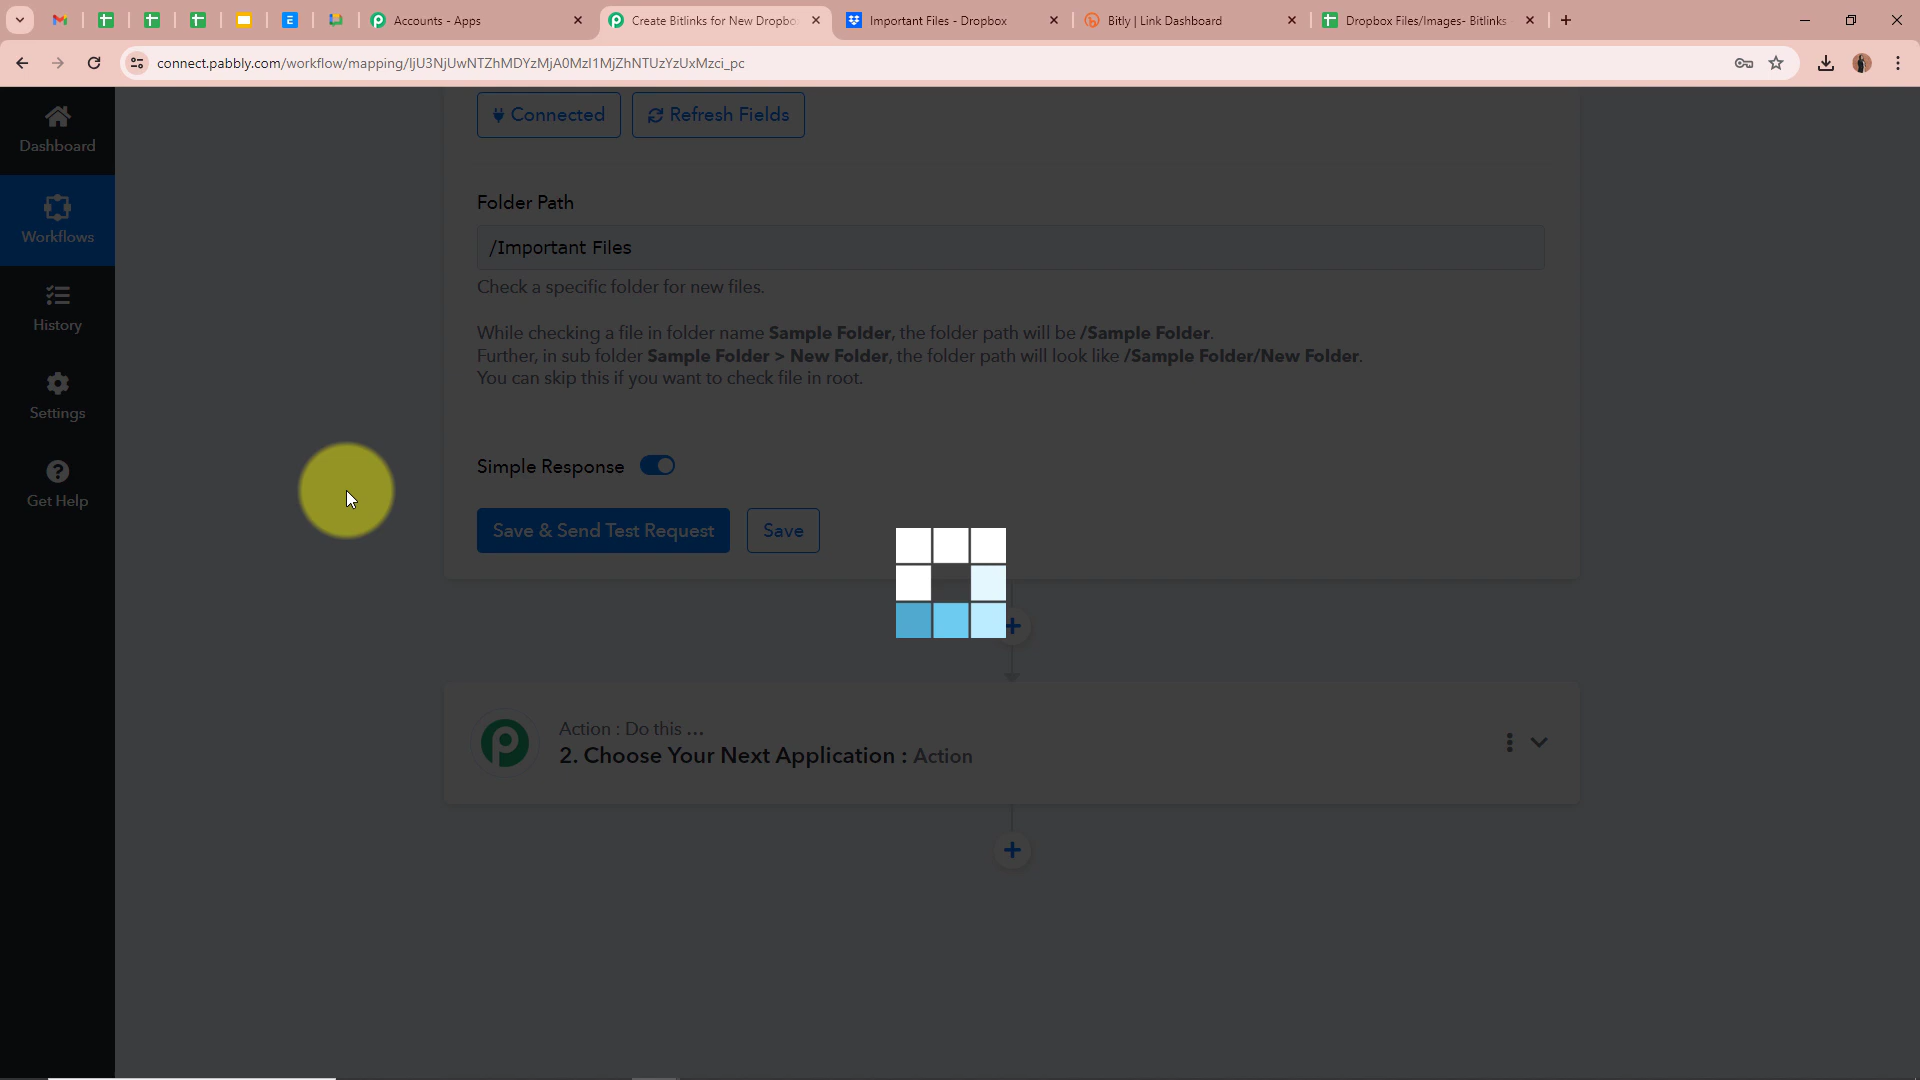 Accounts - Apps
Create Bitlinks for New Dropbo
Important Files - Dropbox
Bitly | Link Dashboard
Dropbox Files/Images- Bitlinks
connect.pabbly.com/workflow/mapping/IjU3NjUwNTZhMDYzMjA0MzI1MjZhNTUzYzUxMzci_pc
Dashboard
Workflows
History
Settings
Get Help
Connected
Refresh Fields
Folder Path
/Important Files
Check a specific folder for new files.
While checking a file in folder name Sample Folder, the folder path will be /Sample Folder.
Further, in sub folder Sample Folder > New Folder, the folder path will look like /Sample Folder/New Folder.
You can skip this if you want to check file in root.
Simple Response
Save & Send Test Request
Save
Action : Do this ...
2. Choose Your Next Application : Action